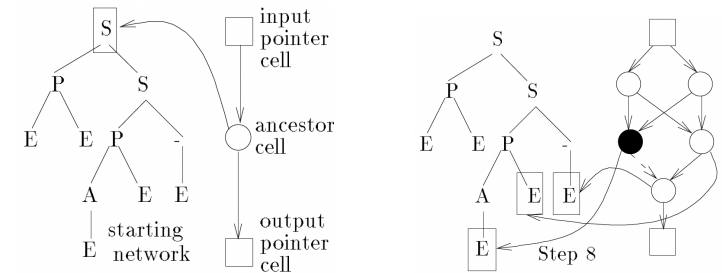 S
P S
E E P -
A E E
E
starting
network
input
pointer
cell
ancestor
cell
output
pointer
cell
S
P S
E E P -
A E E
E
Step 8